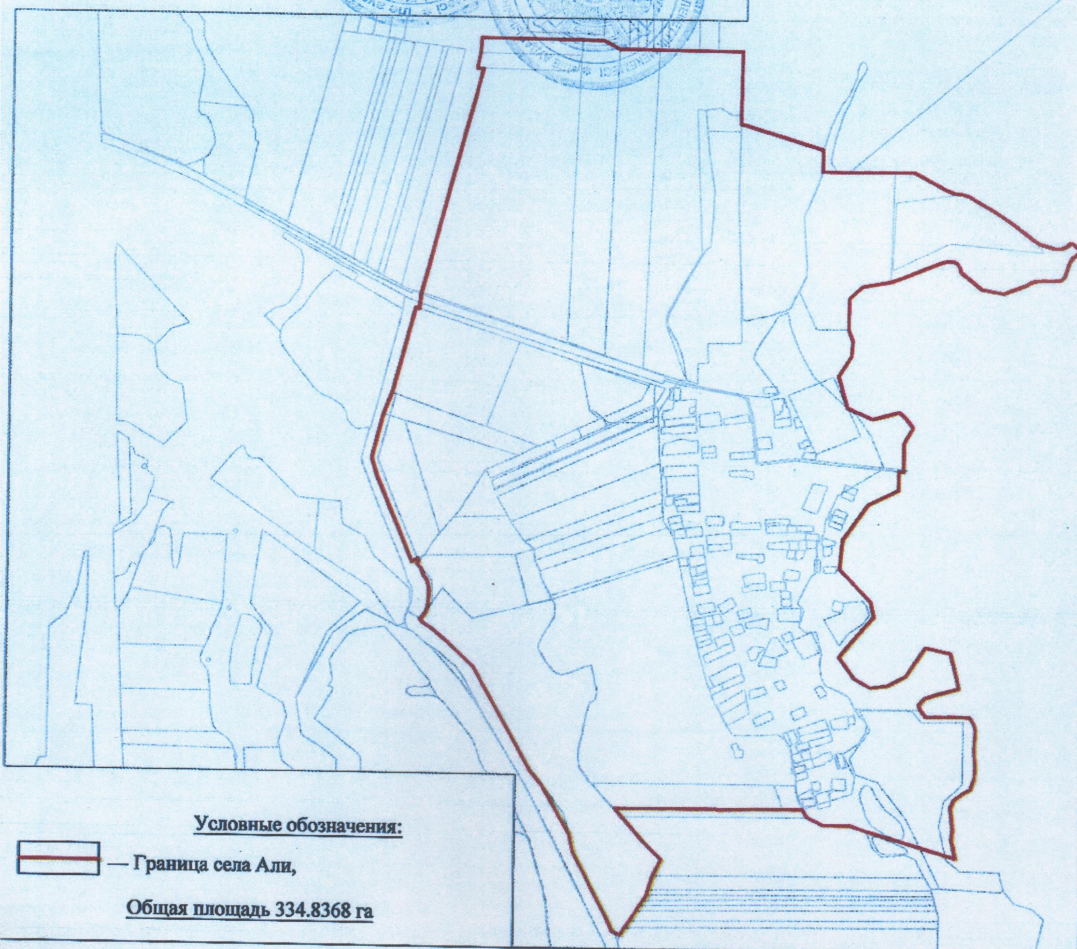 Условные обозначения:
— Граница села Али,
Общая площадь 334.8368 га